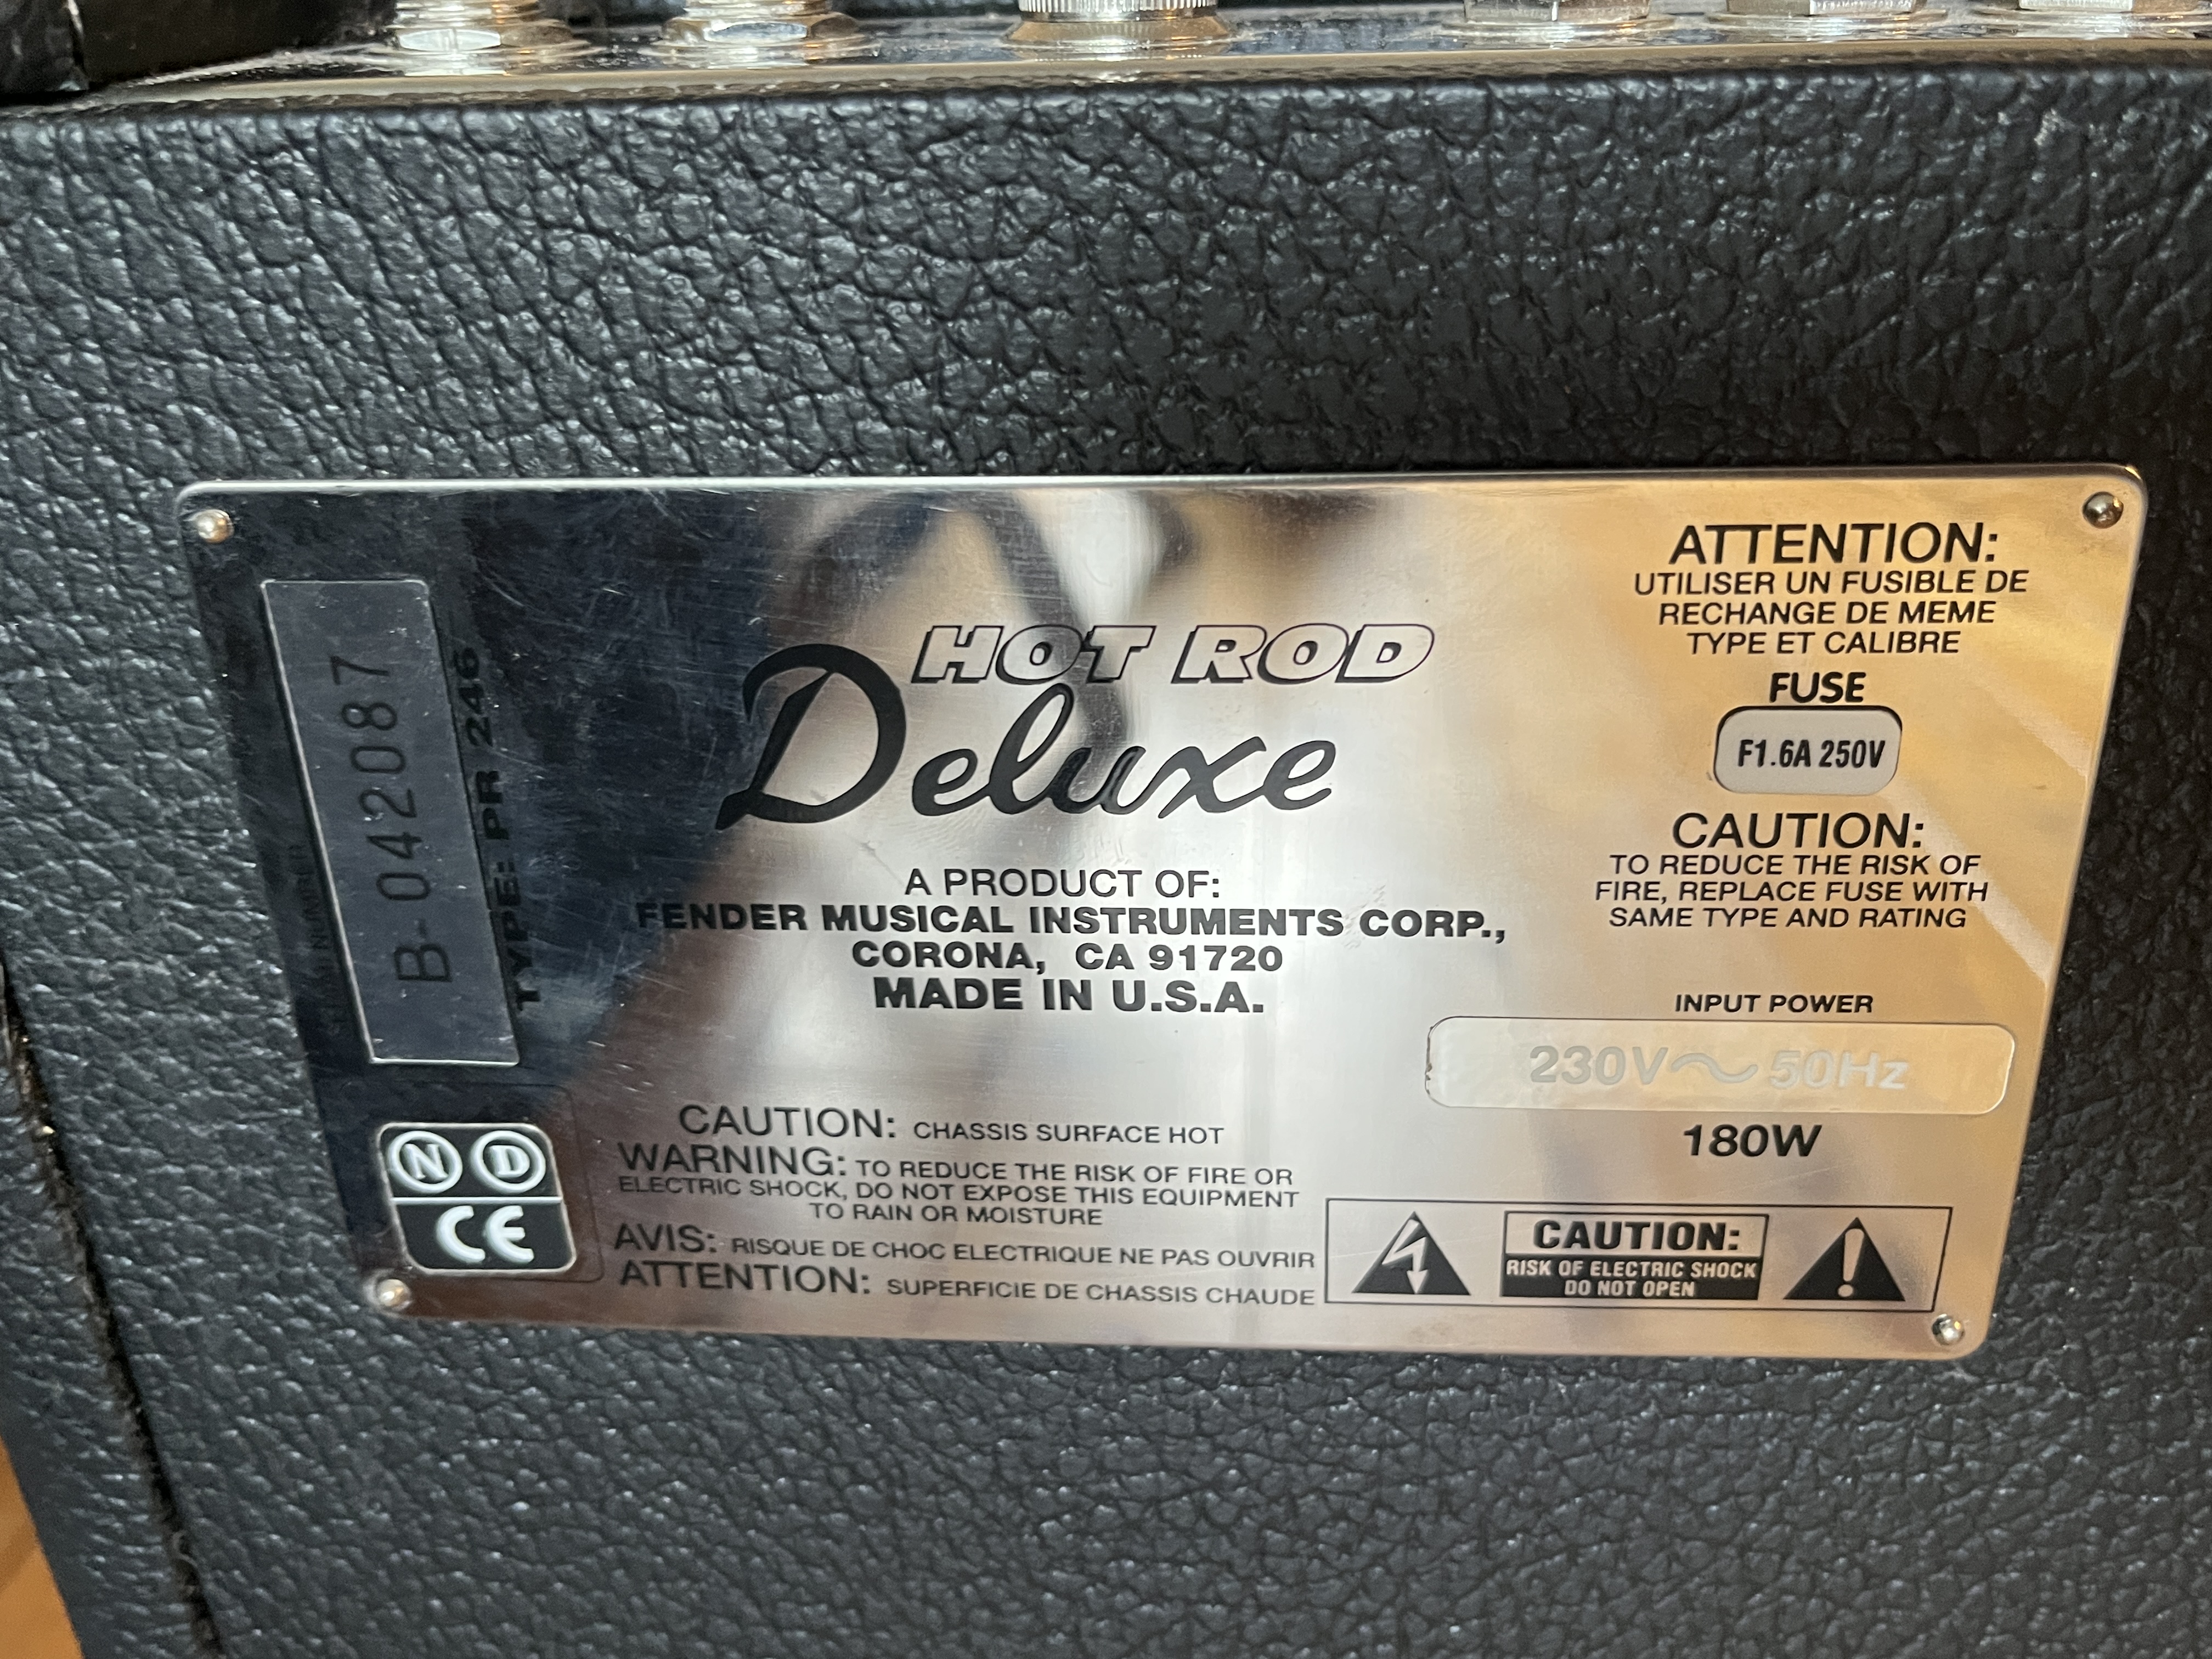 B-042087
TYPE: PR 246
HOT ROD
Deluxe
A PRODUCT OF:
FENDER MUSICAL INSTRUMENTS CORP.,
CORONA, CA 91720
MADE IN U.S.A.
ATTENTION:
UTILISER UN FUSIBLE DE
RECHANGE DE MEME
TYPE ET CALIBRE
FUSE
F1.6A 250V
CAUTION:
TO REDUCE THE RISK OF
FIRE, REPLACE FUSE WITH
SAME TYPE AND RATING
INPUT POWER
230V~50Hz
180W
N D
CE
CAUTION: CHASSIS SURFACE HOT
WARNING: TO REDUCE THE RISK OF FIRE OR
ELECTRIC SHOCK, DO NOT EXPOSE THIS EQUIPMENT
TO RAIN OR MOISTURE
AVIS: RISQUE DE CHOC ELECTRIQUE NE PAS OUVRIR
ATTENTION: SUPERFICIE DE CHASSIS CHAUDE
CAUTION:
RISK OF ELECTRIC SHOCK
DO NOT OPEN